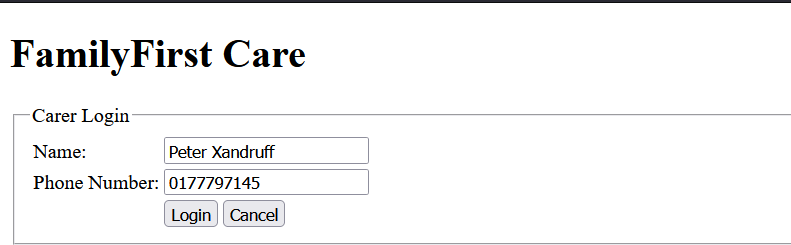 FamilyFirst Care
Carer Login
Name: Peter Xandruff
Phone Number: 0177797145
Login Cancel